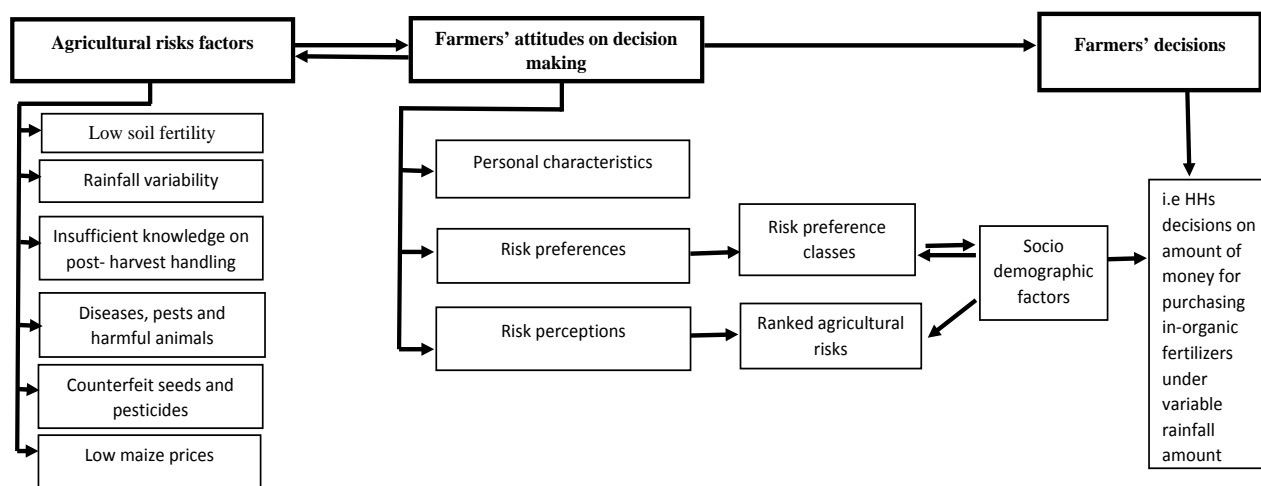 Agricultural risks factors
Farmers’ attitudes on decision
making
Farmers’ decisions
Low soil fertility
Rainfall variability
Insufficient knowledge on
post- harvest handling
Diseases, pests and
harmful animals
Counterfeit seeds and
pesticides
Low maize prices
Personal characteristics
Risk preferences
Risk perceptions
Risk preference
classes
Ranked agricultural
risks
Socio
demographic
factors
i.e HHs
decisions on
amount of
money for
purchasing
in-organic
fertilizers
under
variable
rainfall
amount